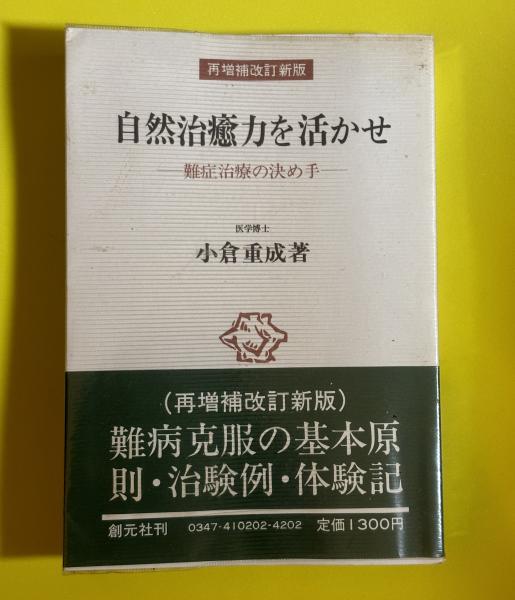 再増補改訂新版
自然治癒力を活かせ
―難症治療の決め手―
医学博士
小倉重成著
(再増補改訂新版)
難病克服の基本原
則・治験例・体験記
創元社刊 0347-410202-4202 定価1300円